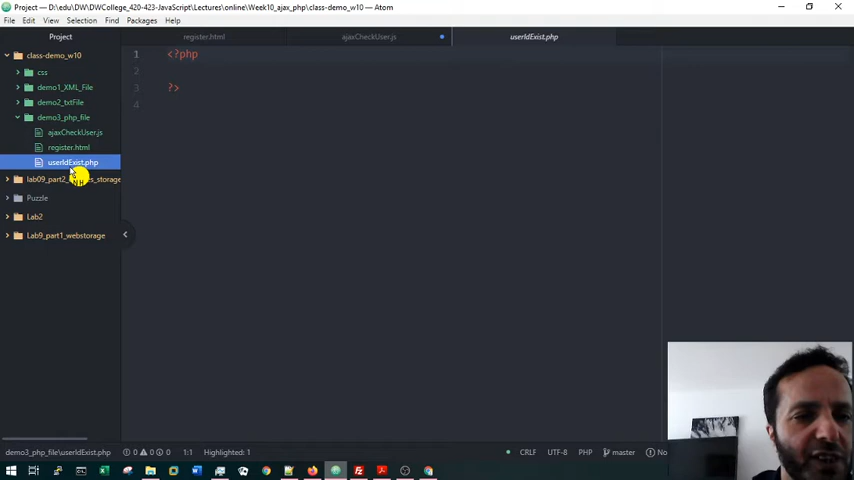 Project — D:\edu\DW\DWCollege_420-423-JavaScript\Lectures\online\Week10_ajax_php\class-demo_w10 — Atom
File Edit View Selection Find Packages Help
Project
register.html
ajaxCheckUser.js
userIdExist.php
class-demo_w10
css
demo1_XML_File
demo2_txtFile
demo3_php_file
ajaxCheckUser.js
register.html
userIdExist.php
Puzzle
Lab2
Lab9_part1_webstorage
1 <?php
2
3 ?>
4
demo3_php_file\userIdExist.php 0 0 0 1:1 Highlighted: 1
CRLF UTF-8 PHP master No